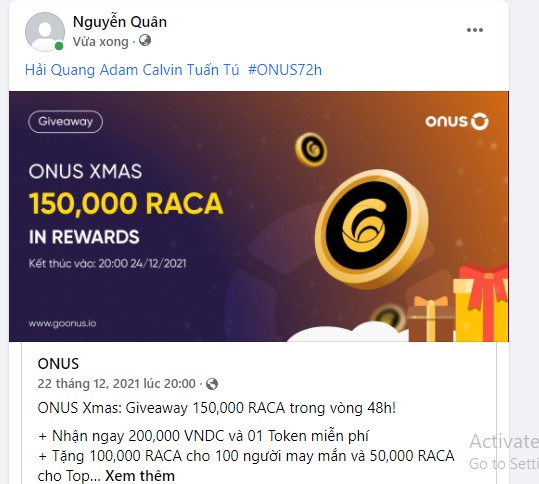 Nguyễn Quân
Vừa xong ·
Hải Quang Adam Calvin Tuấn Tú #ONUS72h
Giveaway
onus
ONUS XMAS
150,000 RACA
IN REWARDS
Kết thúc vào: 20:00 24/12/2021
www.goonus.io
ONUS
22 tháng 12, 2021 lúc 20:00 ·
ONUS Xmas: Giveaway 150,000 RACA trong vòng 48h!
+ Nhận ngay 200,000 VNDC và 01 Token miễn phí
+ Tặng 100,000 RACA cho 100 người may mắn và 50,000 RACA
cho Top... Xem thêm
Activate
Go to Setti